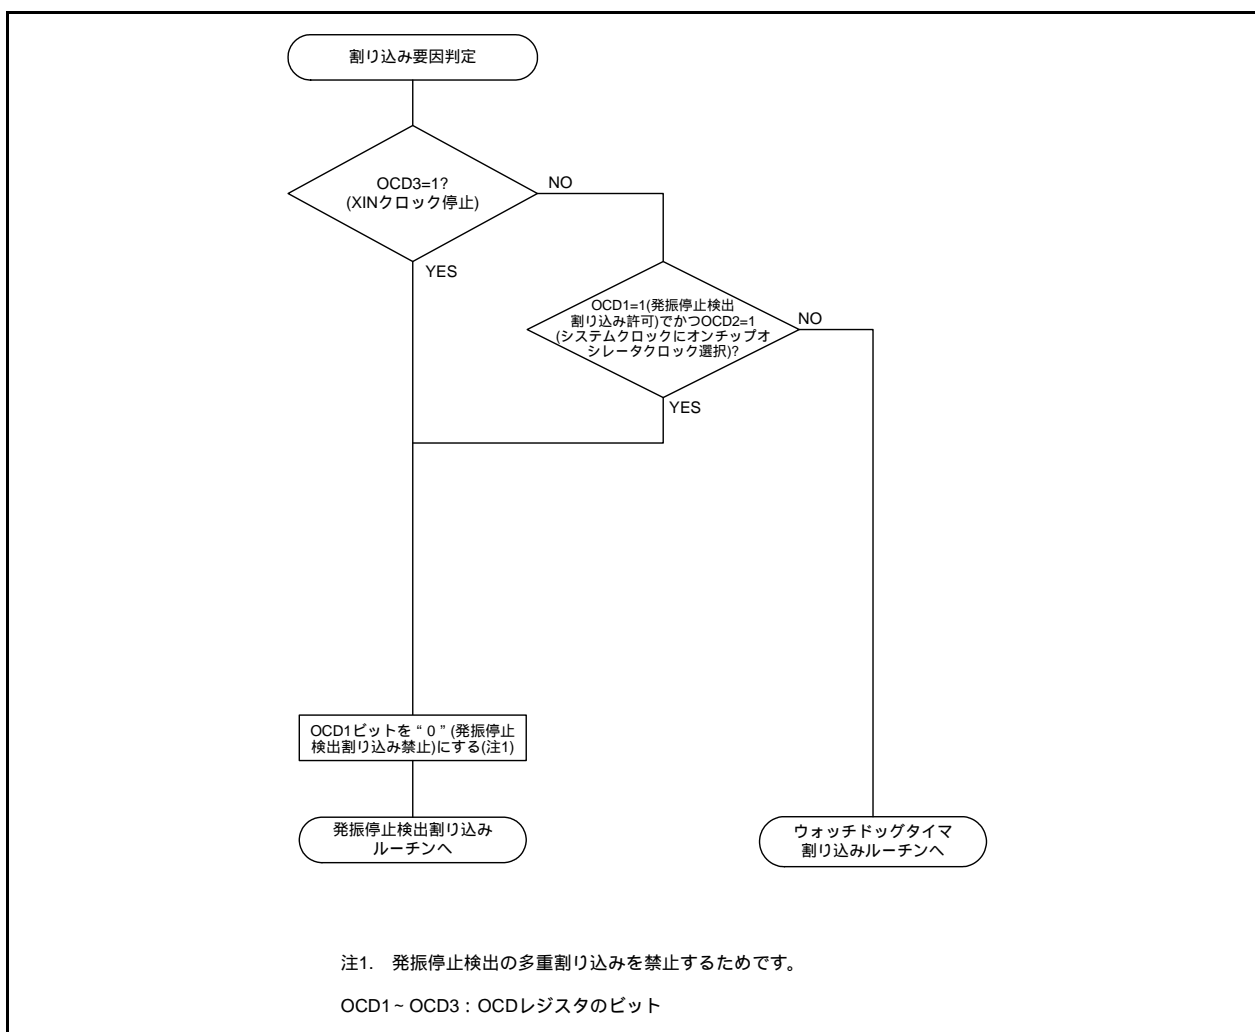 割り込み要因判定
OCD3=1?
(XINクロック停止)
NO
YES
OCD1=1(発振停止検出
割り込み許可)でかつOCD2=1
(システムクロックにオンチップオ
シレータクロック選択)?
NO
YES
OCD1ビットを“0”(発振停止
検出割り込み禁止)にする(注1)
発振停止検出割り込み
ルーチンへ
ウォッチドッグタイマ
割り込みルーチンへ
注1. 発振停止検出の多重割り込みを禁止するためです。
OCD1~OCD3:OCDレジスタのビット